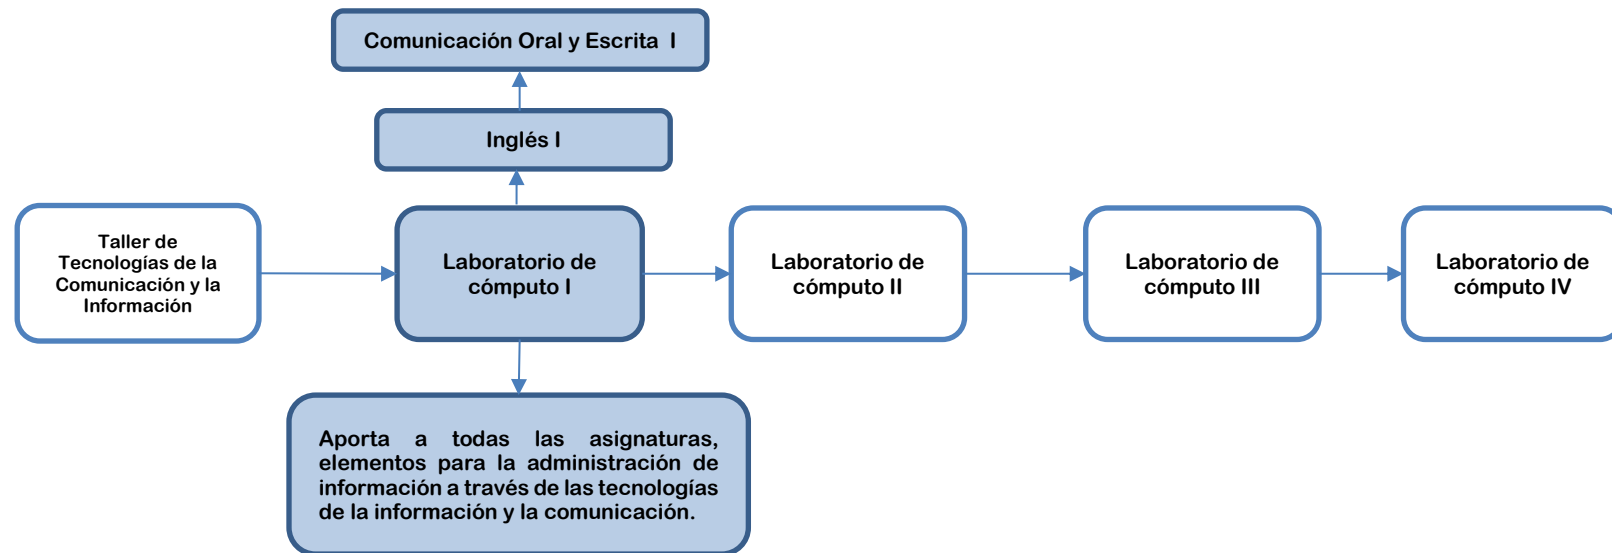 Comunicación Oral y Escrita I
Inglés I
Taller de
Tecnologías de la
Comunicación y la
Información
Laboratorio de
cómputo I
Laboratorio de
cómputo II
Laboratorio de
cómputo III
Laboratorio de
cómputo IV
Aporta a todas las asignaturas,
elementos para la administración de
información a través de las tecnologías
de la información y la comunicación.